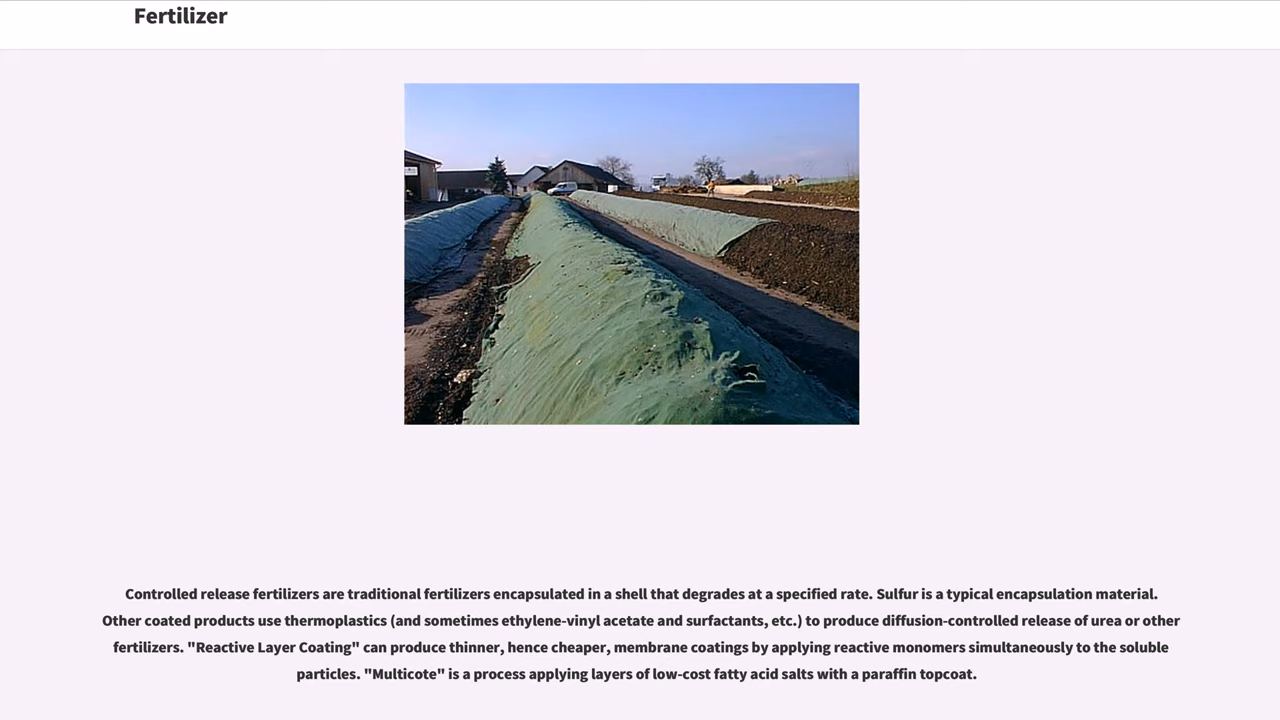 Fertilizer
Controlled release fertilizers are traditional fertilizers encapsulated in a shell that degrades at a specified rate. Sulfur is a typical encapsulation material.
Other coated products use thermoplastics (and sometimes ethylene-vinyl acetate and surfactants, etc.) to produce diffusion-controlled release of urea or other
fertilizers. "Reactive Layer Coating" can produce thinner, hence cheaper, membrane coatings by applying reactive monomers simultaneously to the soluble
particles. "Multicote" is a process applying layers of low-cost fatty acid salts with a paraffin topcoat.